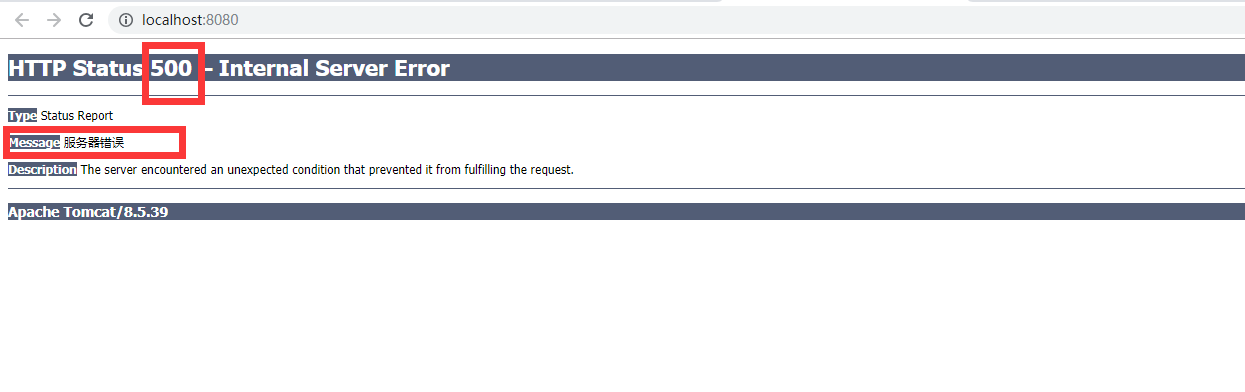 localhost:8080
HTTP Status 500 – Internal Server Error
Type Status Report
Message 服务器错误
Description The server encountered an unexpected condition that prevented it from fulfilling the request.
Apache Tomcat/8.5.39